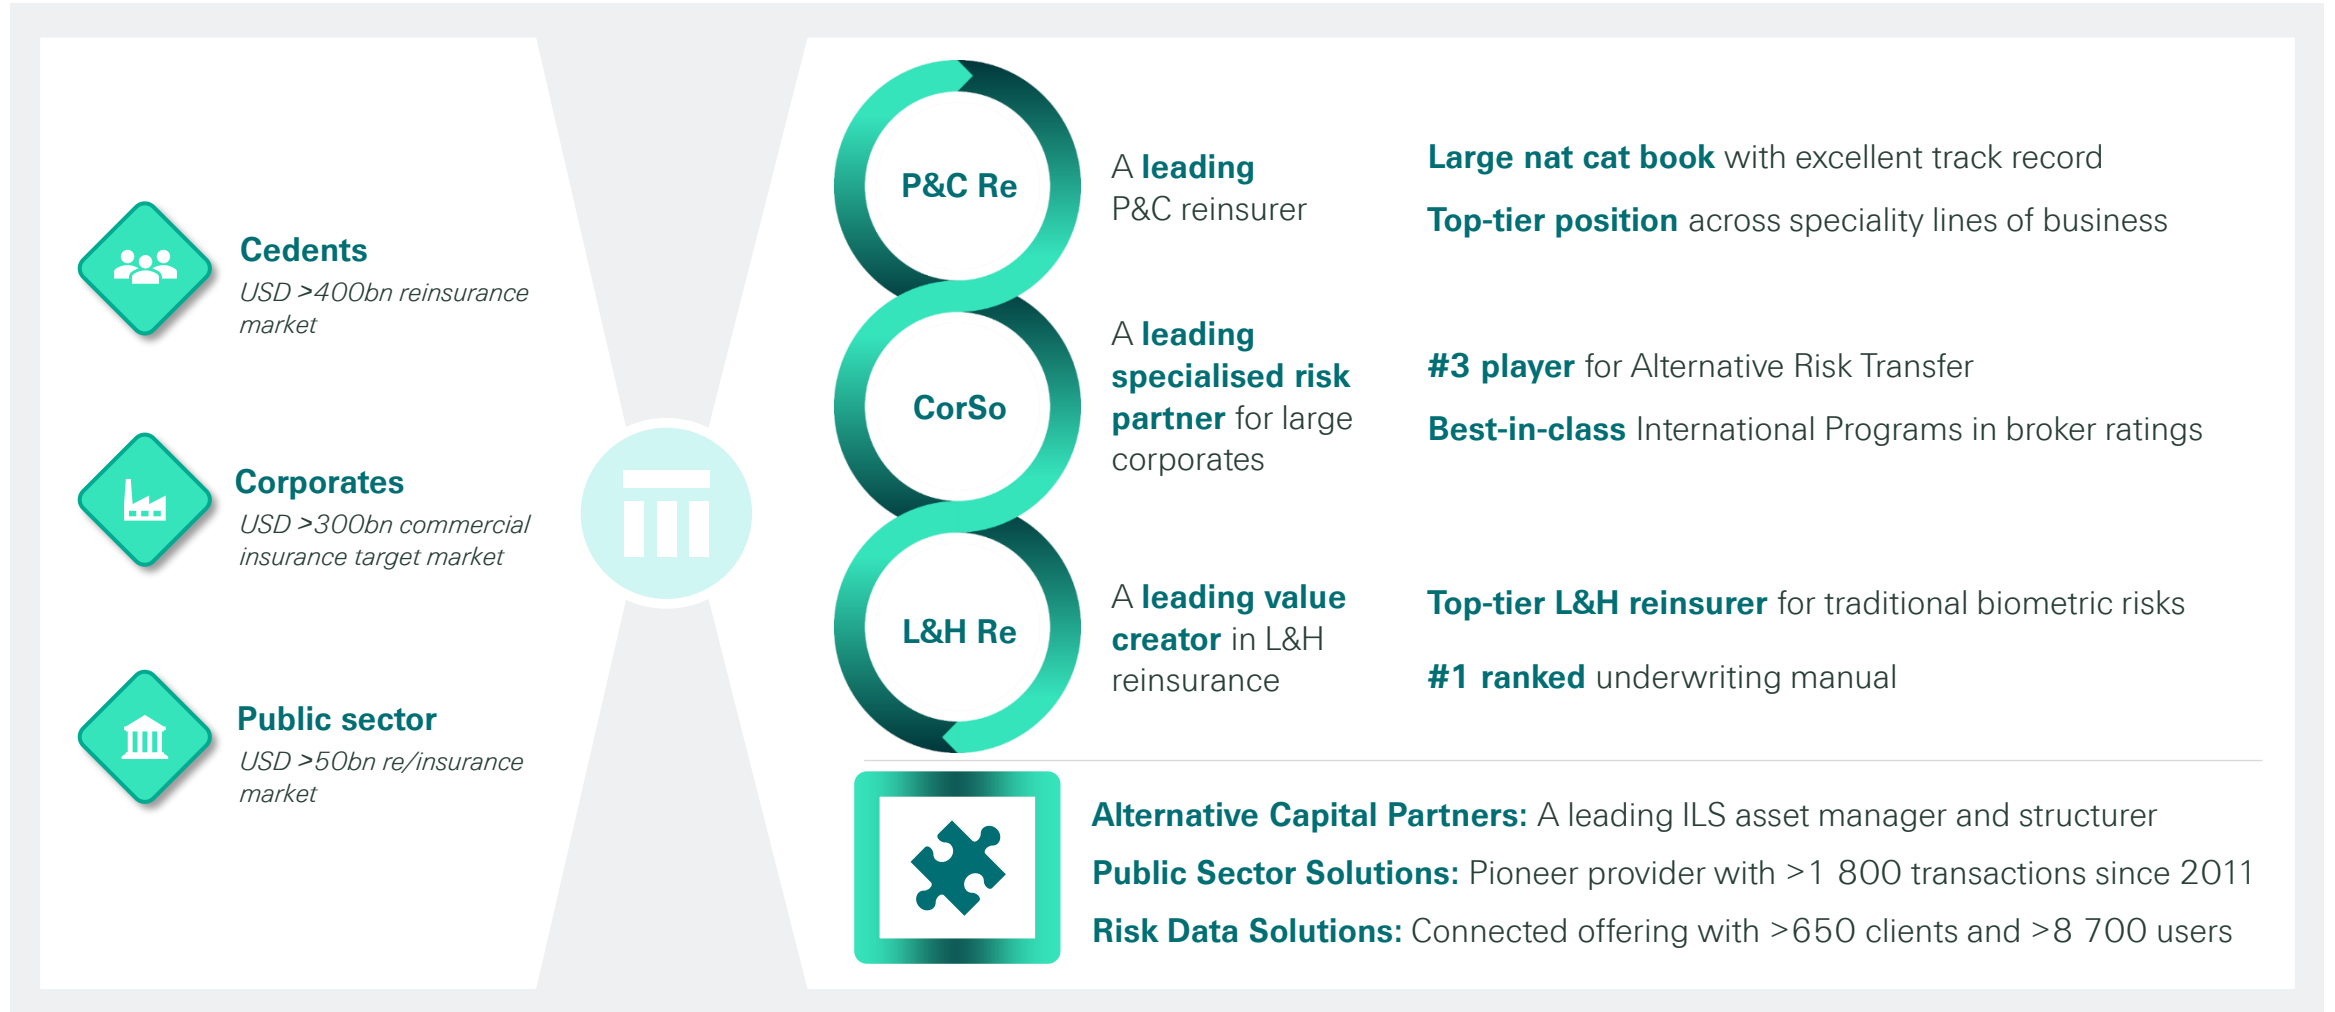 Cedents
USD >400bn reinsurance
market
Corporates
USD >300bn commercial
insurance target market
Public sector
USD >50bn re/insurance
market
P&C Re
A leading
P&C reinsurer
Large nat cat book with excellent track record
Top-tier position across speciality lines of business
CorSo
A leading
specialised risk
partner for large
corporates
#3 player for Alternative Risk Transfer
Best-in-class International Programs in broker ratings
L&H Re
A leading value
creator in L&H
reinsurance
Top-tier L&H reinsurer for traditional biometric risks
#1 ranked underwriting manual
Alternative Capital Partners: A leading ILS asset manager and structurer
Public Sector Solutions: Pioneer provider with >1 800 transactions since 2011
Risk Data Solutions: Connected offering with >650 clients and >8 700 users